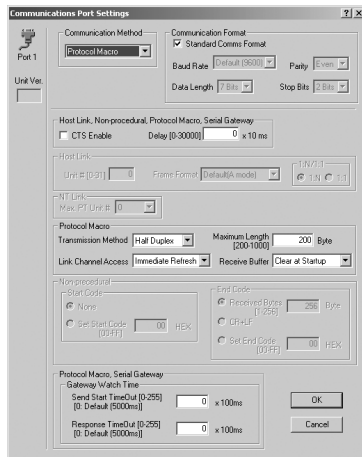 Communications Port Settings
Port 1
Unit Ver.
Communication Method
Protocol Macro
Communication Format
Standard Comms Format
Baud Rate Default (9600) Parity Even
Data Length 7 Bits Stop Bits 2 Bits
Host Link, Non-procedural, Protocol Macro, Serial Gateway
CTS Enable Delay [0-30000] 0 x 10 ms
Host Link
Unit # [0-31] 0 Frame Format Default(A mode)
1:N/1:1
1:N 1:1
NT Link
Max. PT Unit # 0
Protocol Macro
Transmission Method Half Duplex Maximum Length [200-1000] 200 Byte
Link Channel Access Immediate Refresh Receive Buffer Clear at Startup
Non-procedural
Start Code
None
Set Start Code [00-FF] 00 HEX
End Code
Received Bytes [1-256] 256 Byte
CR+LF
Set End Code [00-FF] 00 HEX
Protocol Macro, Serial Gateway
Gateway Watch Time
Send Start TimeOut [0-255]
[0: Default (5000ms)] 0 x 100ms
Response TimeOut [0-255]
[0: Default (5000ms)] 0 x 100ms
OK
Cancel